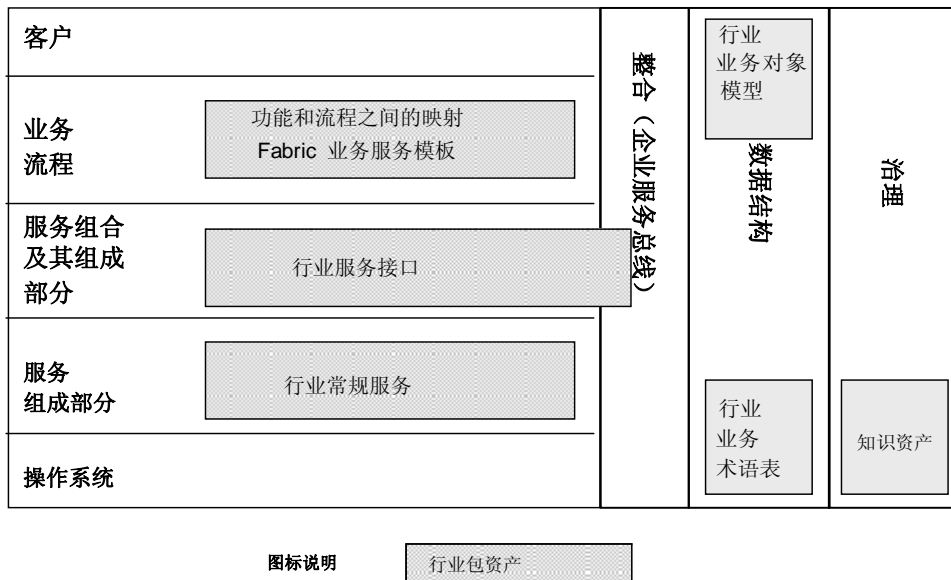 客户
业务
流程
功能和流程之间的映射
Fabric 业务服务模板
服务组合
及其组成
部分
行业服务接口
服务
组成部分
行业常规服务
操作系统
整合（企业服务总线）
行业
业务对象
模型
数据结构
行业
业务
术语表
治理
知识资产
图标说明
行业包资产